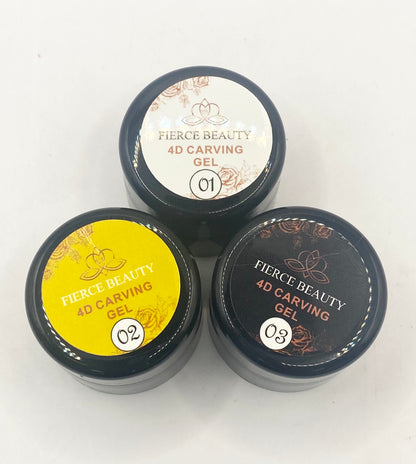 FIERCE BEAUTY
4D CARVING
GEL
01
FIERCE BEAUTY
4D CARVING
GEL
02
FIERCE BEAUTY
4D CARVING
GEL
03